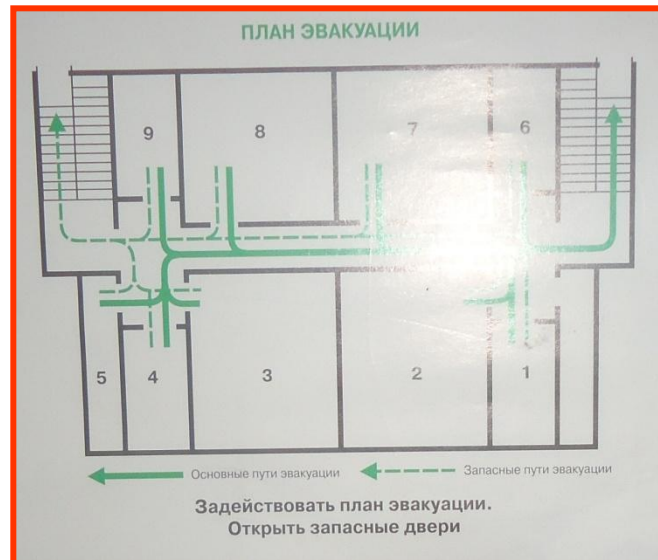 ПЛАН ЭВАКУАЦИИ
9
8
7
6
5
4
3
2
1
Основные пути эвакуации
Запасные пути эвакуации
Задействовать план эвакуации.
Открыть запасные двери